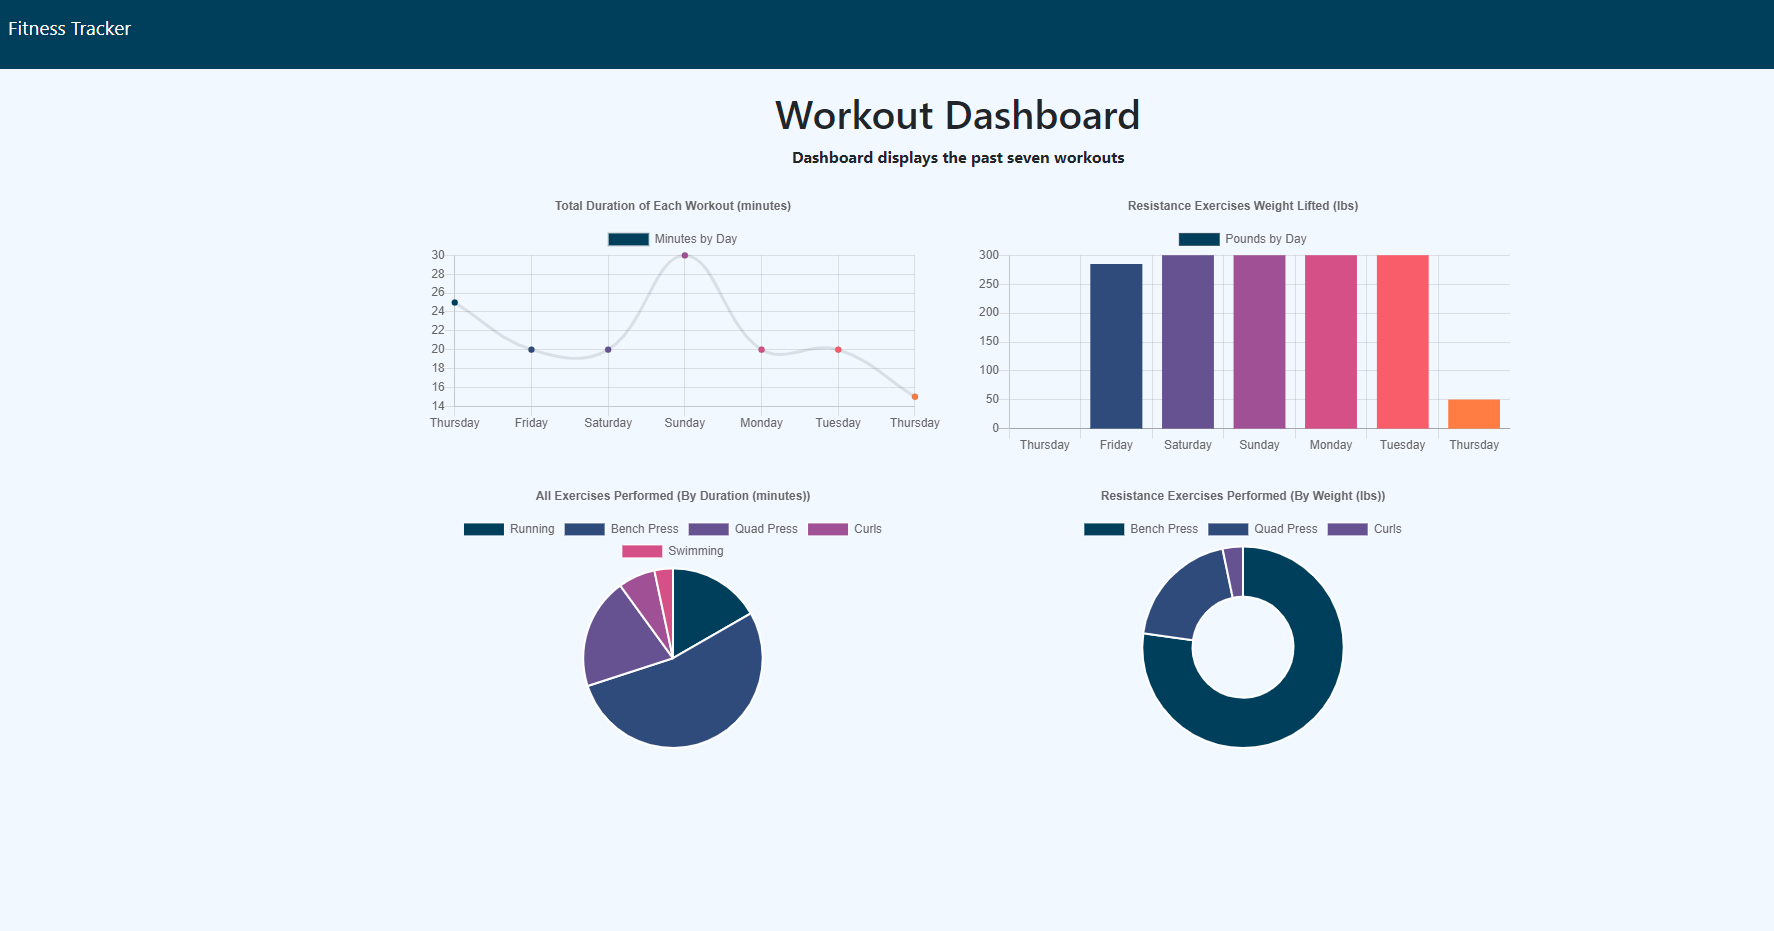 Fitness Tracker
Workout Dashboard
Dashboard displays the past seven workouts
Total Duration of Each Workout (minutes)
Minutes by Day
30
28
26
24
22
20
18
16
14
Thursday Friday Saturday Sunday Monday Tuesday Thursday
Resistance Exercises Weight Lifted (lbs)
Pounds by Day
300
250
200
150
100
50
0
Thursday Friday Saturday Sunday Monday Tuesday Thursday
All Exercises Performed (By Duration (minutes))
Running Bench Press Quad Press Curls
Swimming
Resistance Exercises Performed (By Weight (lbs))
Bench Press Quad Press Curls